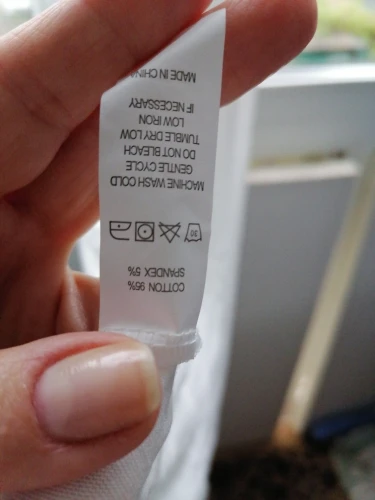 COTTON 95%
SPANDEX 5%
30
MACHINE WASH COLD
GENTLE CYCLE
DO NOT BLEACH
TUMBLE DRY LOW
LOW IRON
IF NECESSARY
MADE IN CHINA